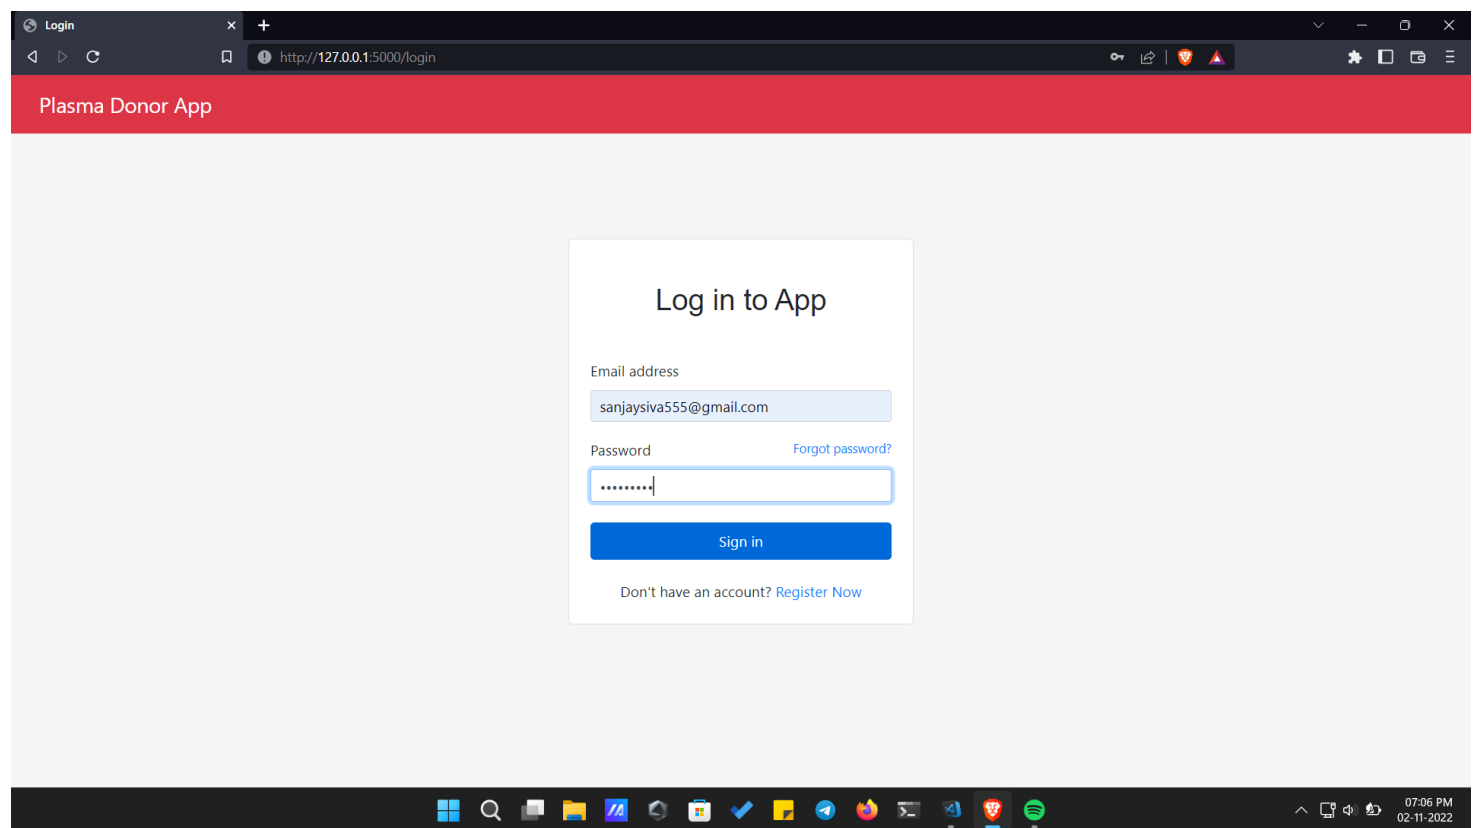 Login
http://127.0.0.1:5000/login
Plasma Donor App
Log in to App
Email address
sanjaysiva555@gmail.com
Password Forgot password?
•••••••••
Sign in
Don't have an account? Register Now
07:06 PM
02-11-2022